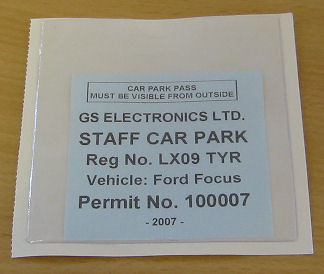 CAR PARK PASS
MUST BE VISIBLE FROM OUTSIDE
GS ELECTRONICS LTD.
STAFF CAR PARK
Reg No. LX09 TYR
Vehicle: Ford Focus
Permit No. 100007
- 2007 -